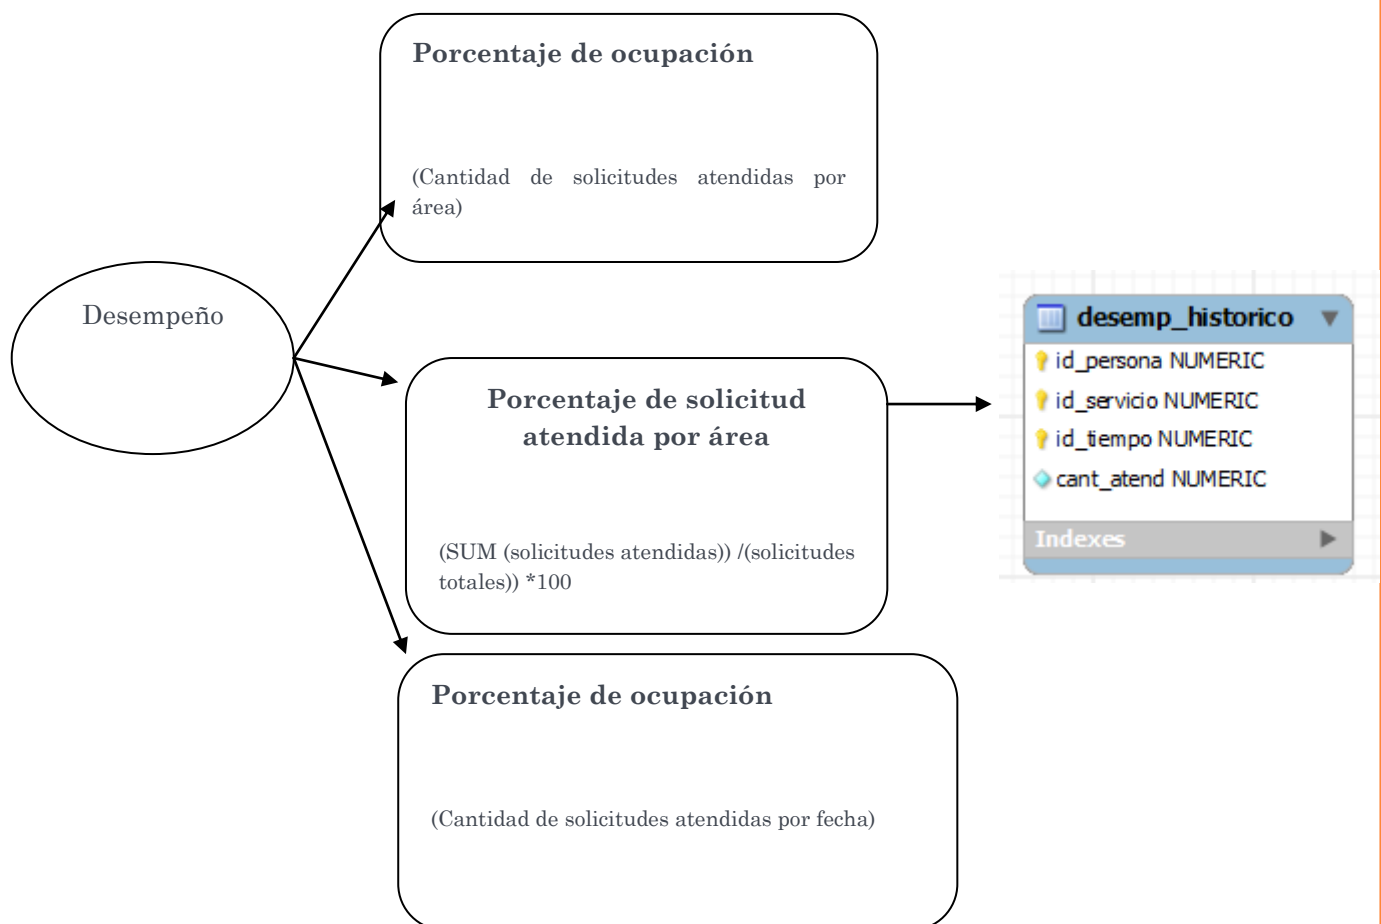 Porcentaje de ocupación
(Cantidad de solicitudes atendidas por
área)
Desempeño
Porcentaje de solicitud
atendida por área
(SUM (solicitudes atendidas)) /(solicitudes
totales)) *100
desemp_historico
id_persona NUMERIC
id_servicio NUMERIC
id_tiempo NUMERIC
cant_atend NUMERIC
Indexes
Porcentaje de ocupación
(Cantidad de solicitudes atendidas por fecha)